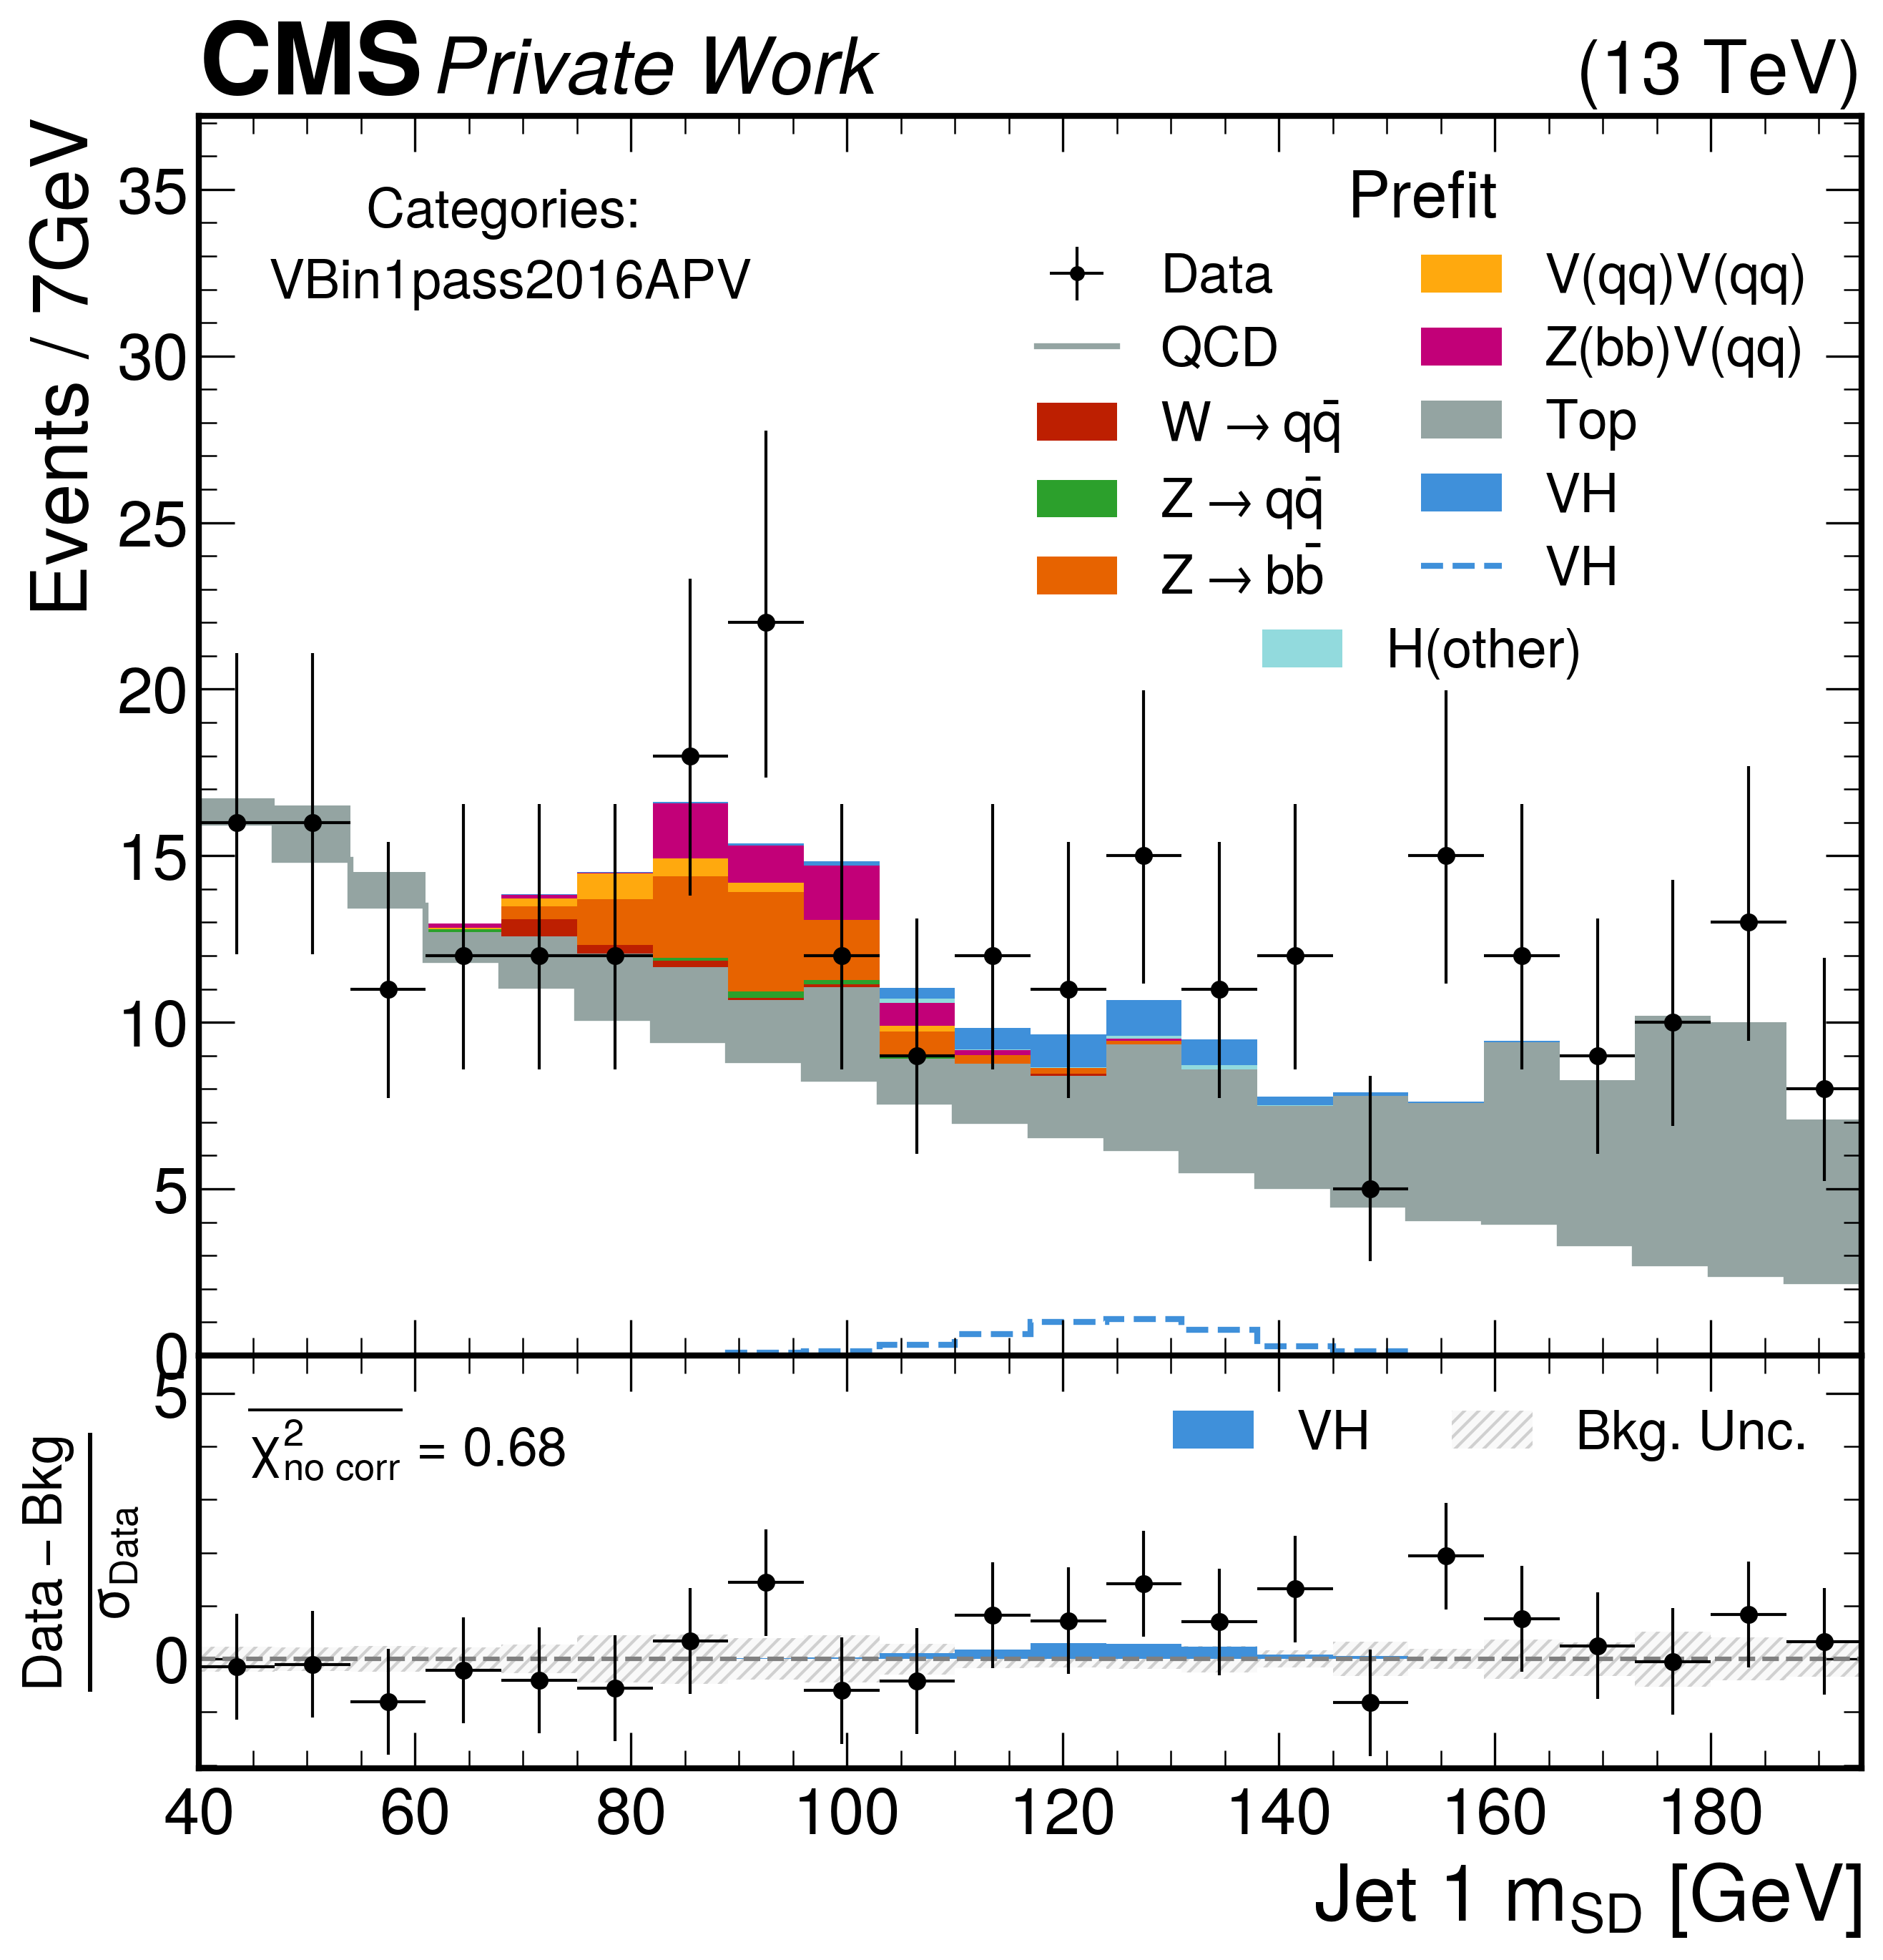 CMS Private Work (13 TeV)
Events / 7GeV
35
30
25
20
15
10
5
0
Categories:
VBin1pass2016APV
Prefit
Data
QCD
W → qq̄
Z → qq̄
Z → bb̄
V(qq)V(qq)
Z(bb)V(qq)
Top
VH
VH
H(other)
Data – Bkg
σData
5
0
χ²no corr = 0.68
VH
Bkg. Unc.
40 60 80 100 120 140 160 180
Jet 1 mSD [GeV]